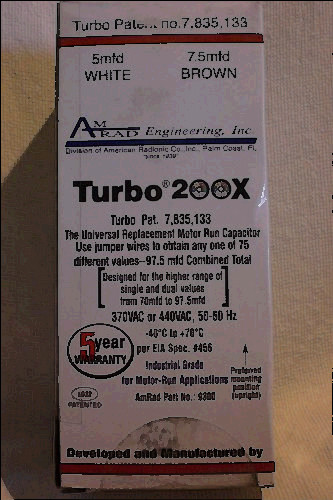 Turbo Patent no.7,835,133
5mfd 7.5mfd
WHITE BROWN
AMRAD Engineering, Inc.
Division of American Radionic Co., Inc., Palm Coast, Fl.
"since 1939"
Turbo® 200X
Turbo Pat. 7,835,133
The Universal Replacement Motor Run Capacitor
Use jumper wires to obtain any one of 75
different values--97.5 mfd Combined Total
Designed for the higher range of
single and dual values
from 70mfd to 97.5mfd
370VAC or 440VAC, 50-60 Hz
-40°C to +70°C
5year
WARRANTY
per EIA Spec. #456
Industrial Grade
for Motor-Run Applications
Preferred
mounting
position
(upright)
PATENTED
AmRad Part No.: 9300
Developed and Manufactured by